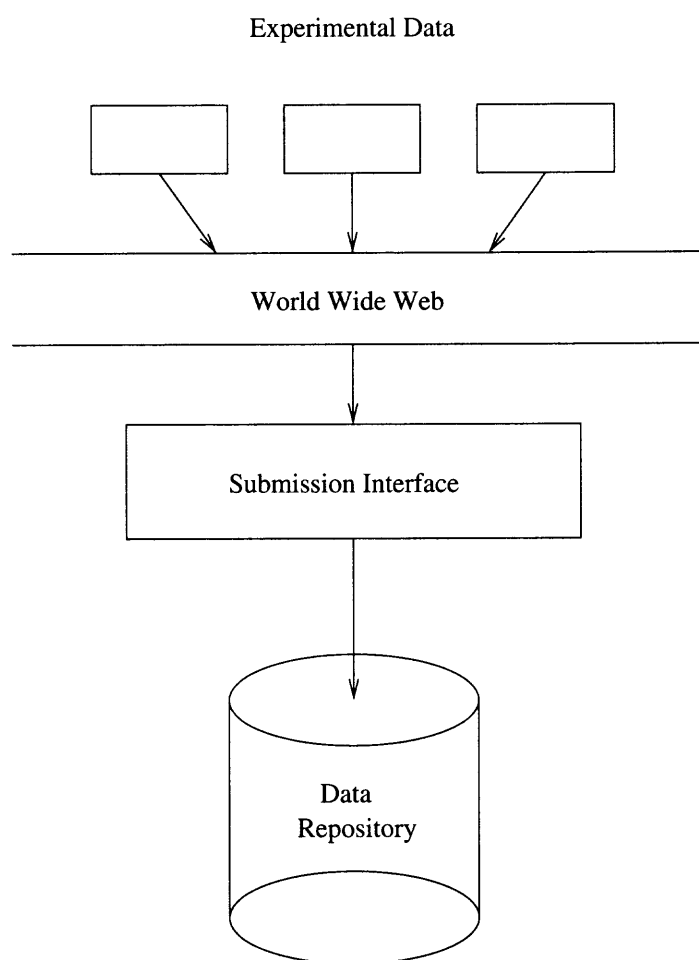 Experimental Data
World Wide Web
Submission Interface
Data
Repository